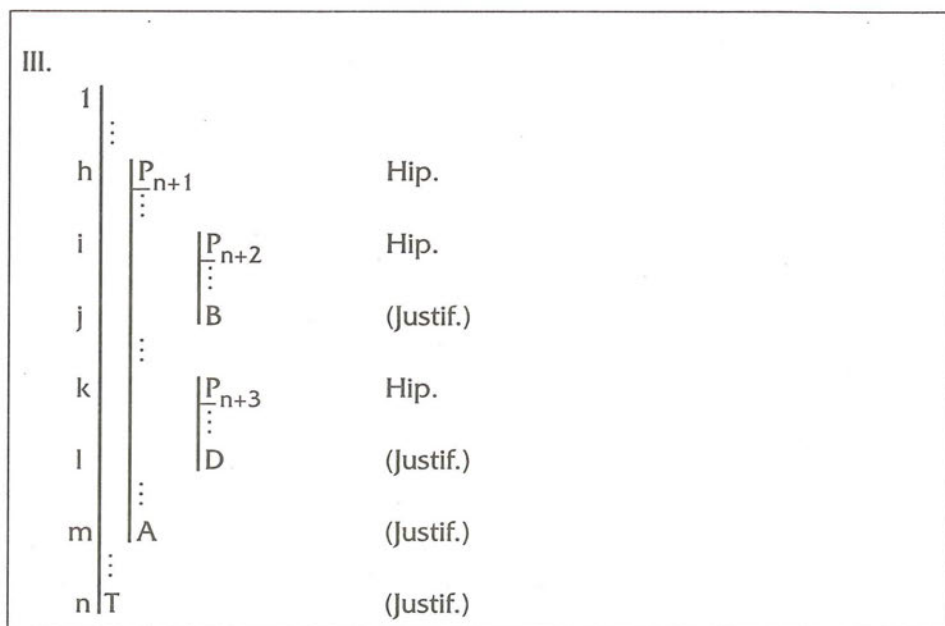 III.
1
⋮
h P n+1 Hip.
⋮
i P n+2 Hip.
⋮
j B (Justif.)
⋮
k P n+3 Hip.
⋮
l D (Justif.)
⋮
m A (Justif.)
⋮
n T (Justif.)